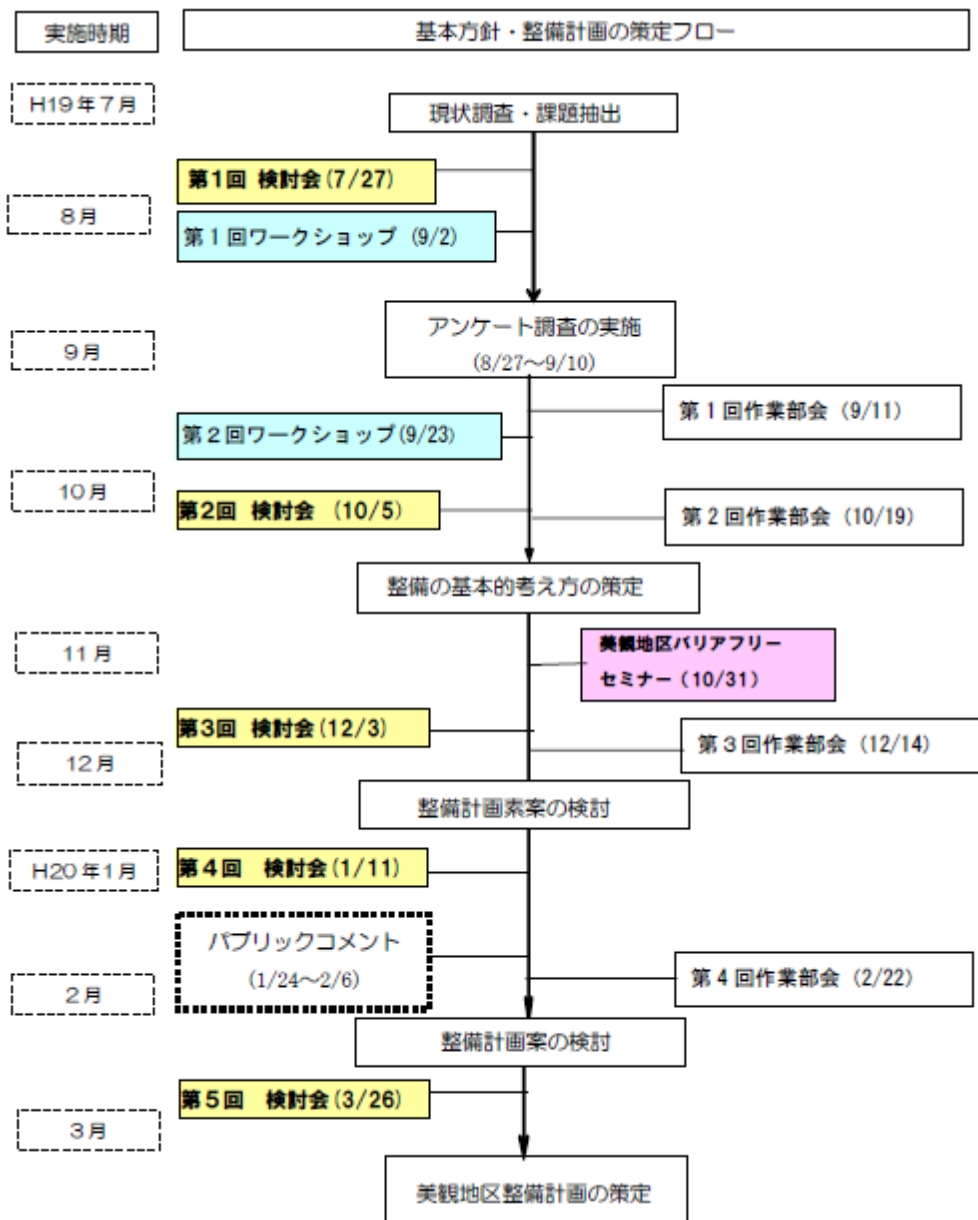 実施時期
基本方針・整備計画の策定フロー
H19年7月
現状調査・課題抽出
第1回 検討会(7/27)
8月
第1回ワークショップ (9/2)
アンケート調査の実施
(8/27～9/10)
9月
第1回作業部会 (9/11)
第2回ワークショップ(9/23)
10月
第2回 検討会 (10/5)
第2回作業部会 (10/19)
整備の基本的考え方の策定
11月
美観地区バリアフリー
セミナー (10/31)
第3回 検討会(12/3)
12月
第3回作業部会 (12/14)
整備計画素案の検討
H20年1月
第4回 検討会(1/11)
パブリックコメント
(1/24～2/6)
2月
第4回作業部会 (2/22)
整備計画案の検討
第5回 検討会(3/26)
3月
美観地区整備計画の策定